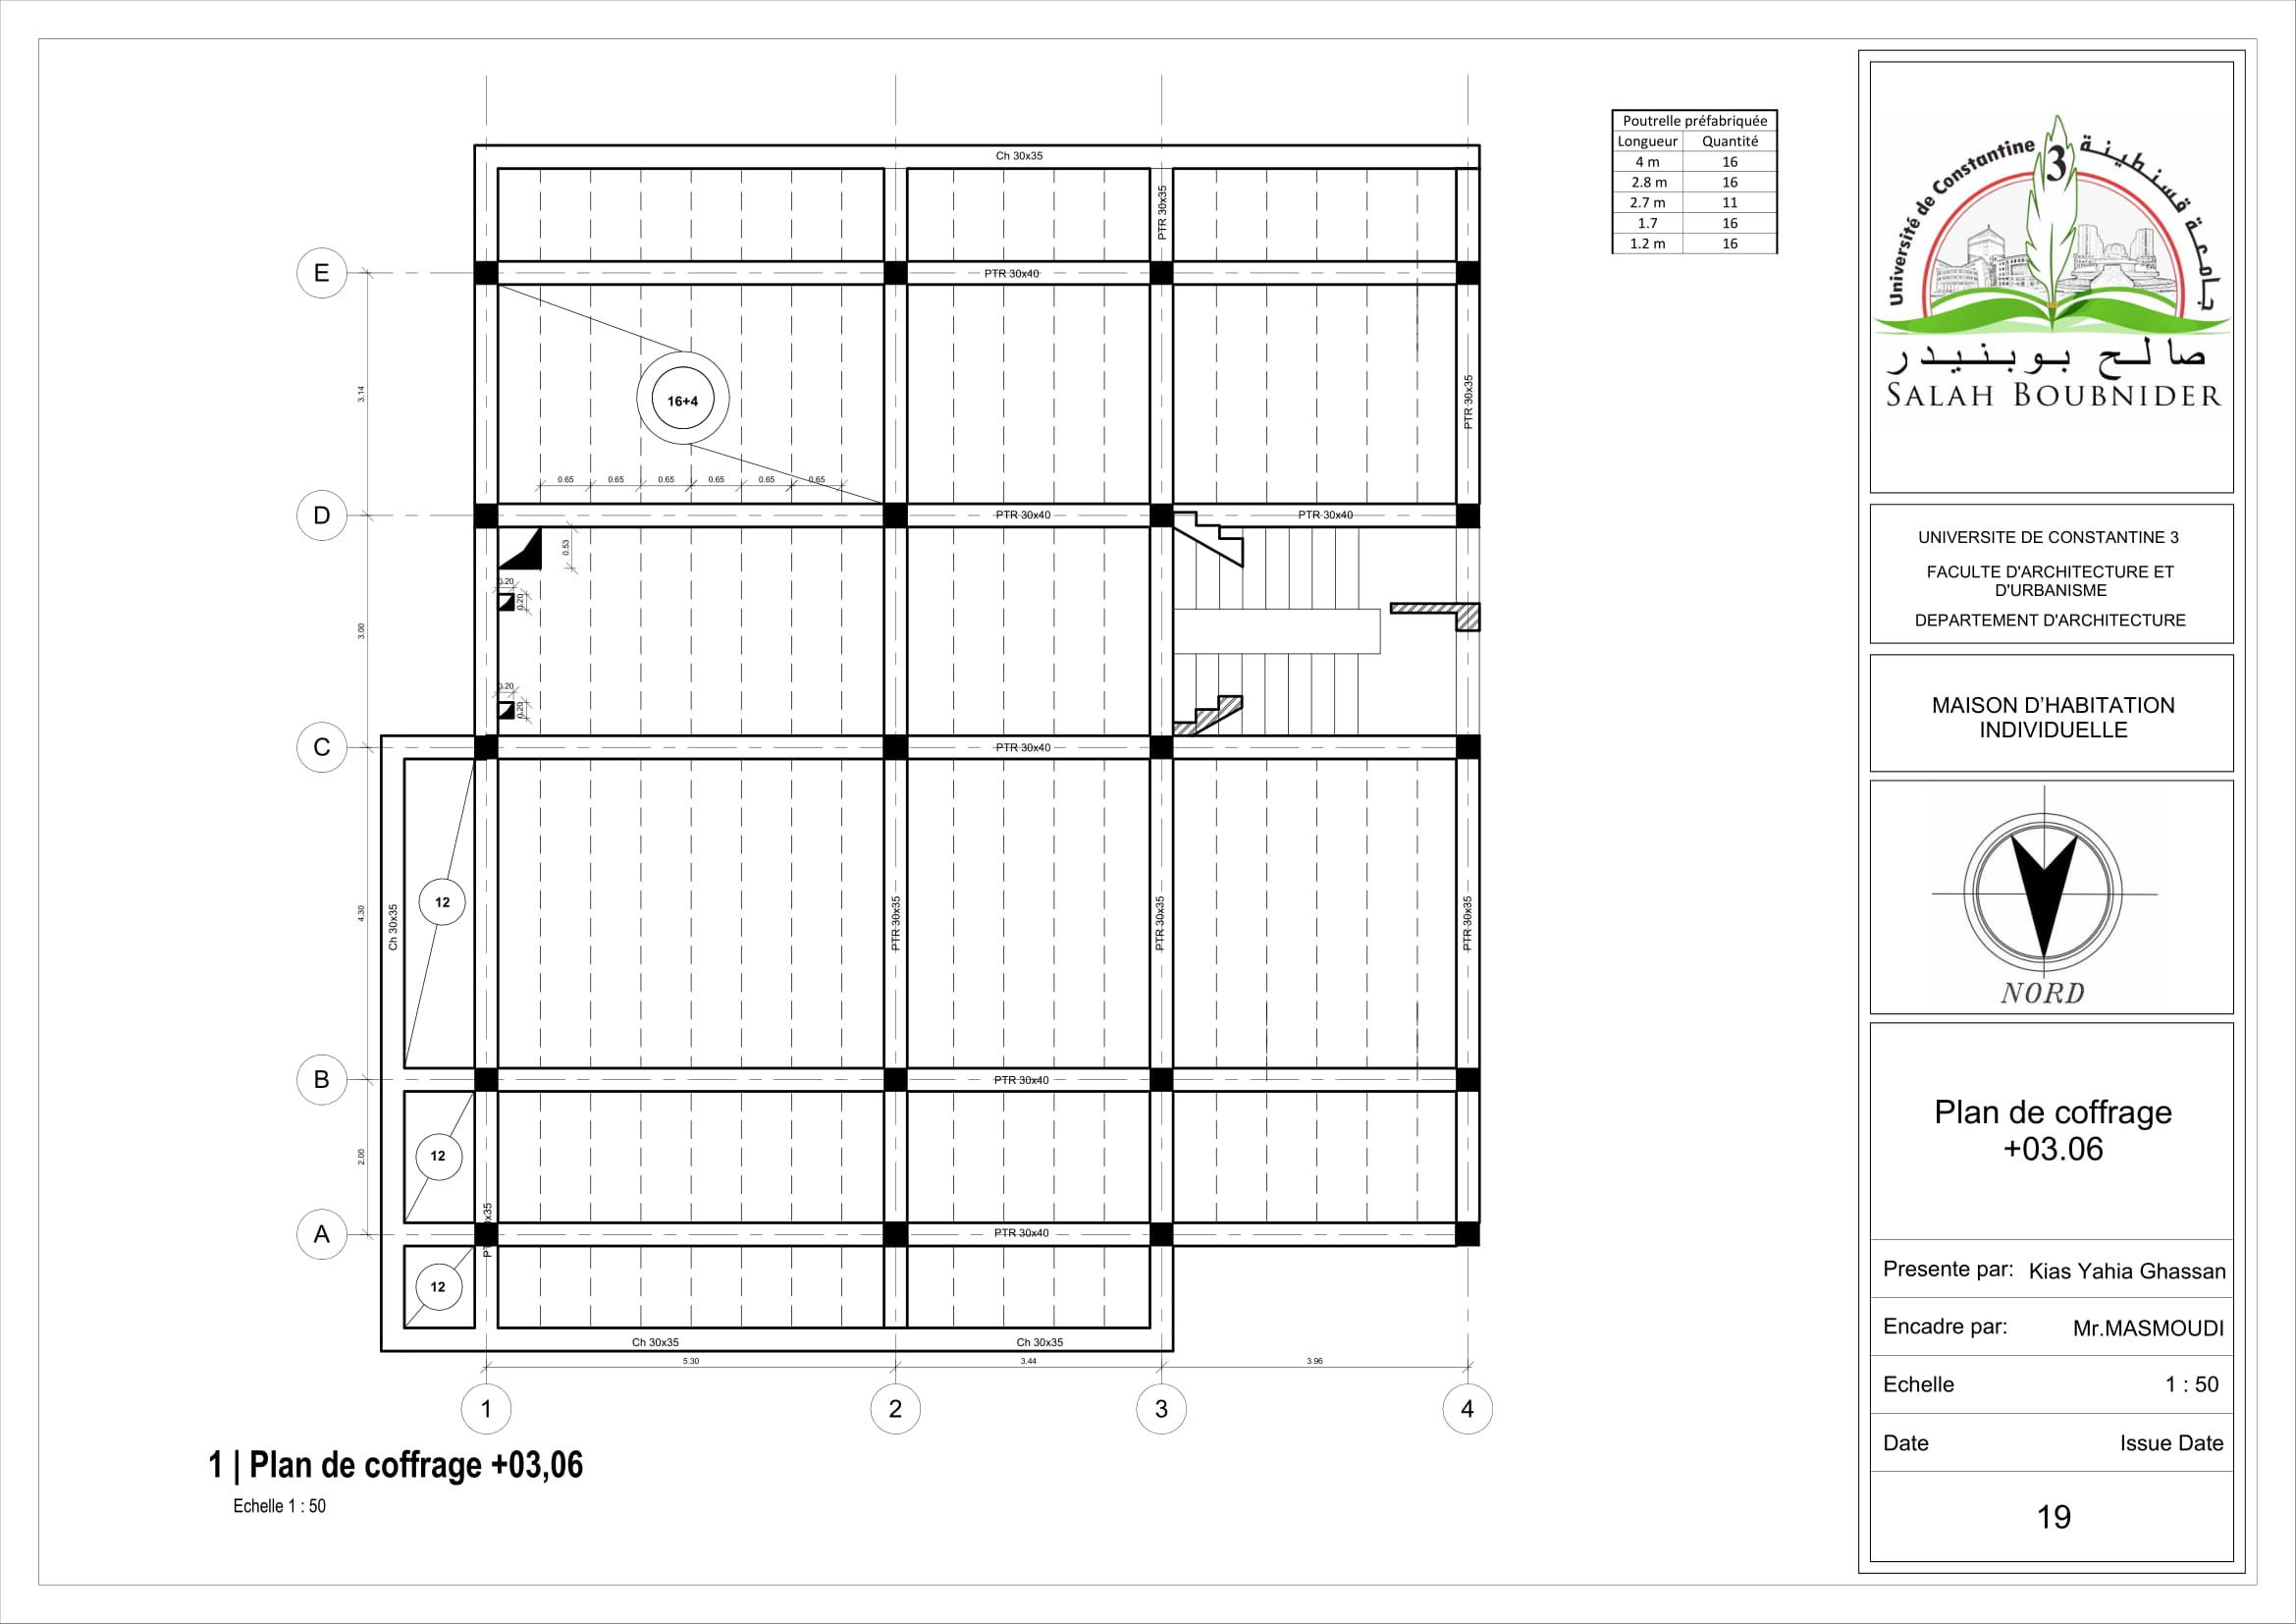 Ch 30x35
PTR 30x35
E
PTR 30x40
3.14
16+4
PTR 30x35
0.65 0.65 0.65 0.65 0.65 0.65
D
PTR 30x40
PTR 30x40
0.53
0.20
0.20
3.00
0.20
0.20
C
PTR 30x40
4.30
Ch 30x35
12
PTR 30x35
PTR 30x35
PTR 30x35
B
PTR 30x40
2.00
12
A
PTR 30x40
12
Ch 30x35
Ch 30x35
5.30
3.44
3.96
1
2
3
4
1 | Plan de coffrage +03,06
Echelle 1 : 50
Poutrelle préfabriquée
Longueur Quantité
4 m 16
2.8 m 16
2.7 m 11
1.7 16
1.2 m 16
Université de Constantine 3 جامعة قسنطينة
صالح بوبنيدر
SALAH BOUBNIDER
UNIVERSITE DE CONSTANTINE 3
FACULTE D'ARCHITECTURE ET
D'URBANISME
DEPARTEMENT D'ARCHITECTURE
MAISON D'HABITATION
INDIVIDUELLE
NORD
Plan de coffrage
+03.06
Presente par: Kias Yahia Ghassan
Encadre par: Mr.MASMOUDI
Echelle 1 : 50
Date Issue Date
19